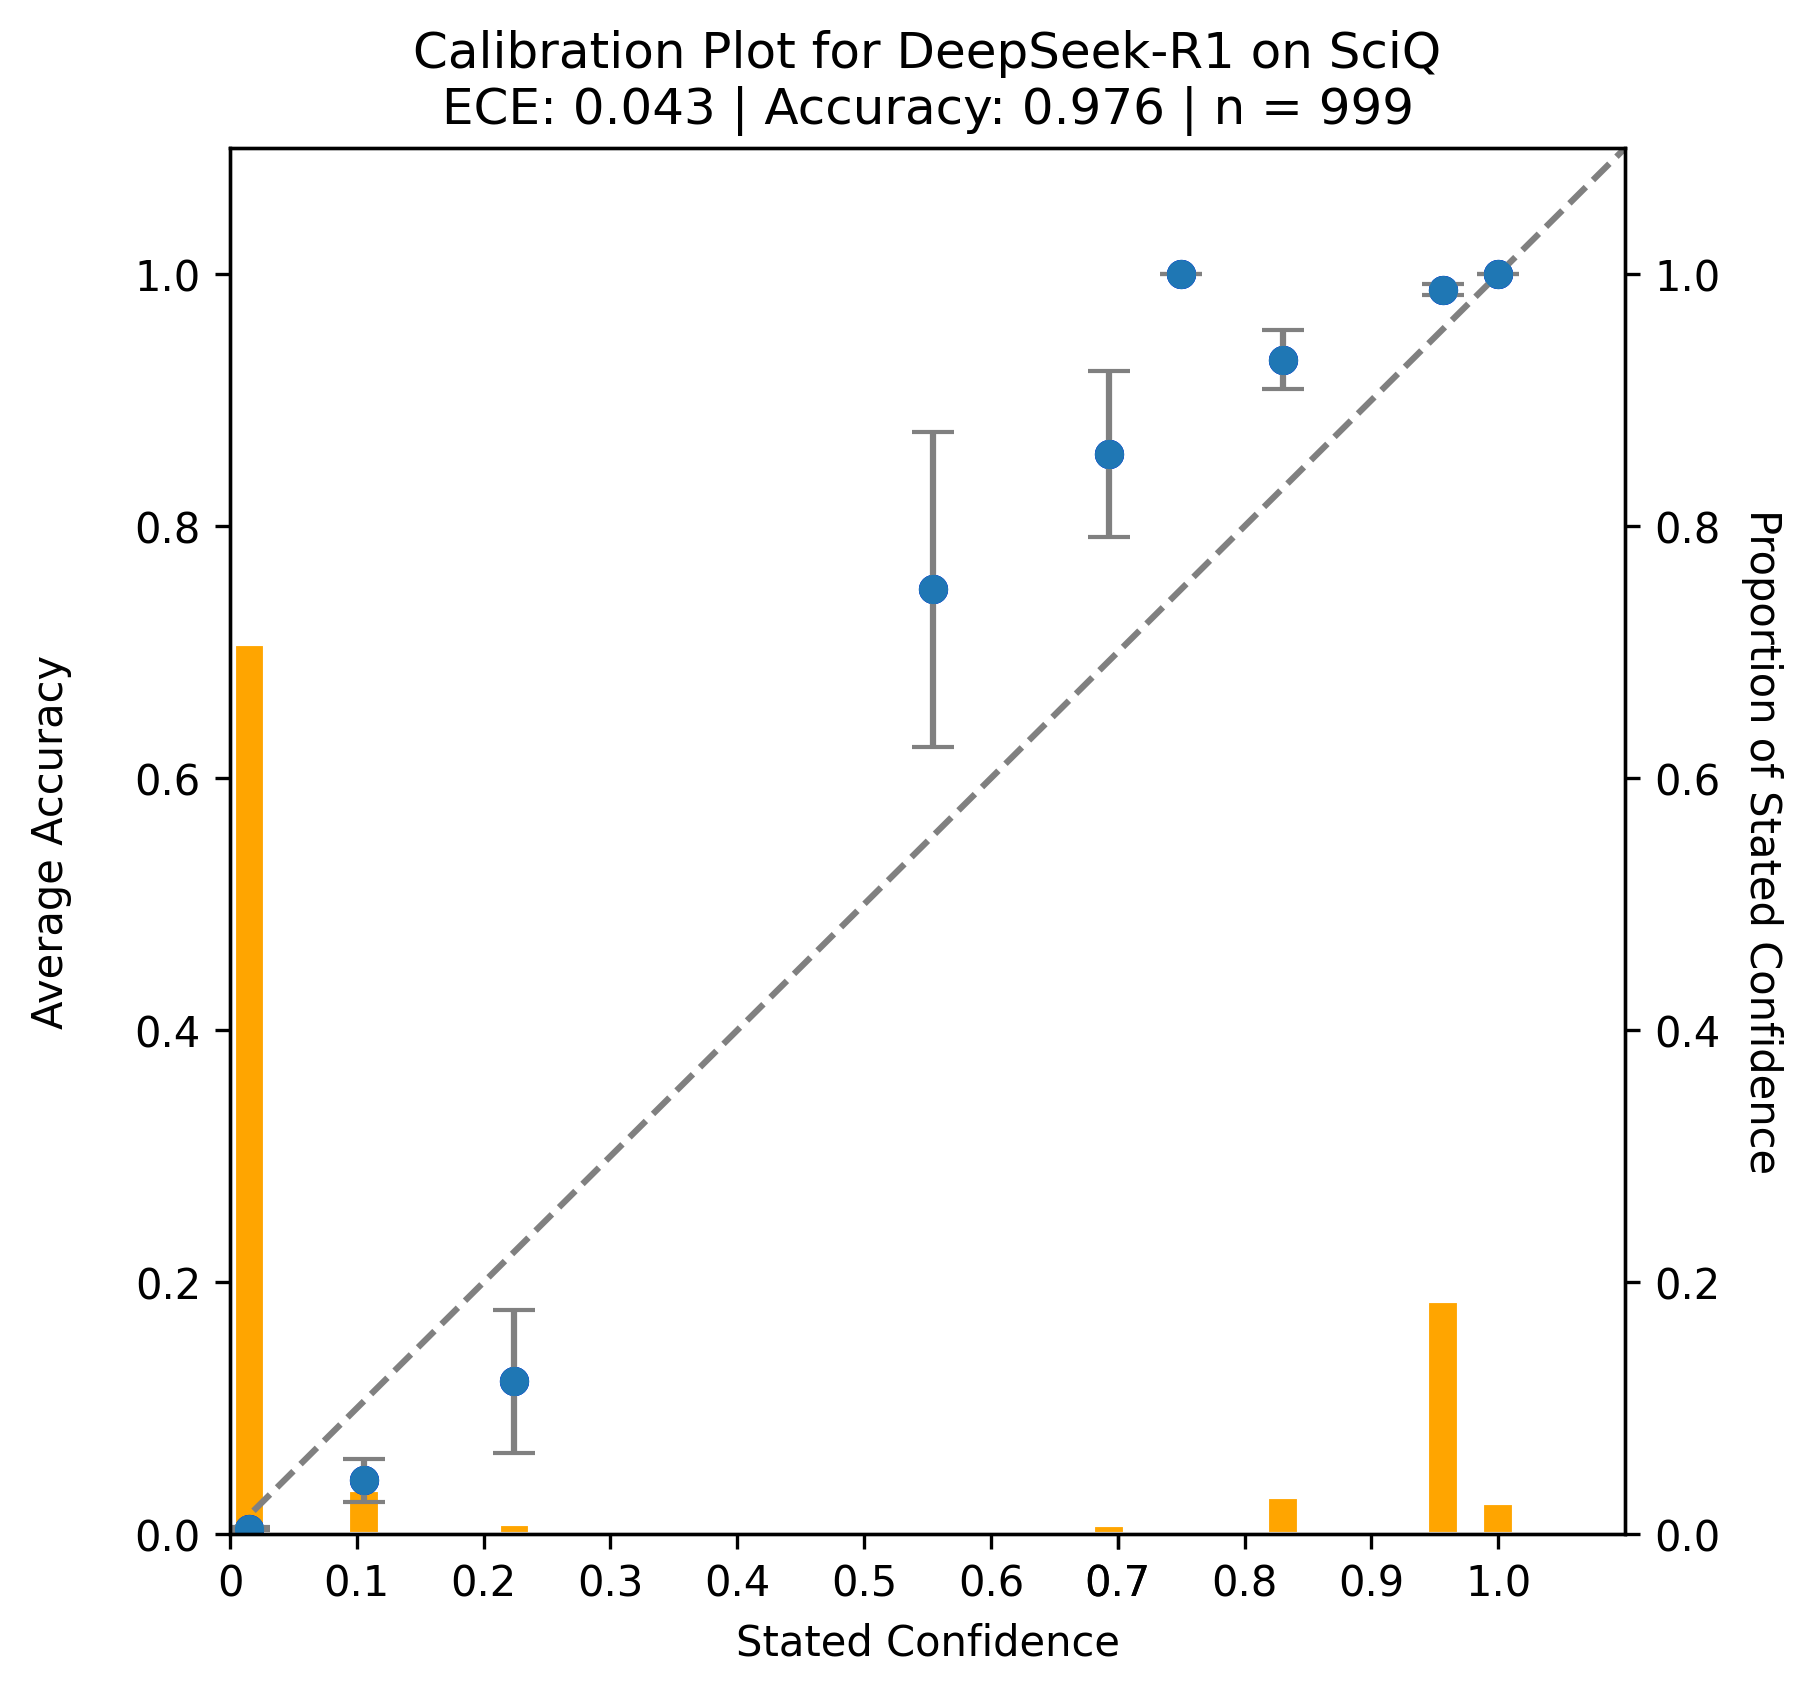 Calibration Plot for DeepSeek-R1 on SciQ
ECE: 0.043 | Accuracy: 0.976 | n = 999
Average Accuracy
1.0
0.8
0.6
0.4
0.2
0.0
1.0
0.8
0.6
0.4
0.2
0.0
Proportion of Stated Confidence
0 0.1 0.2 0.3 0.4 0.5 0.6 0.7 0.8 0.9 1.0
Stated Confidence